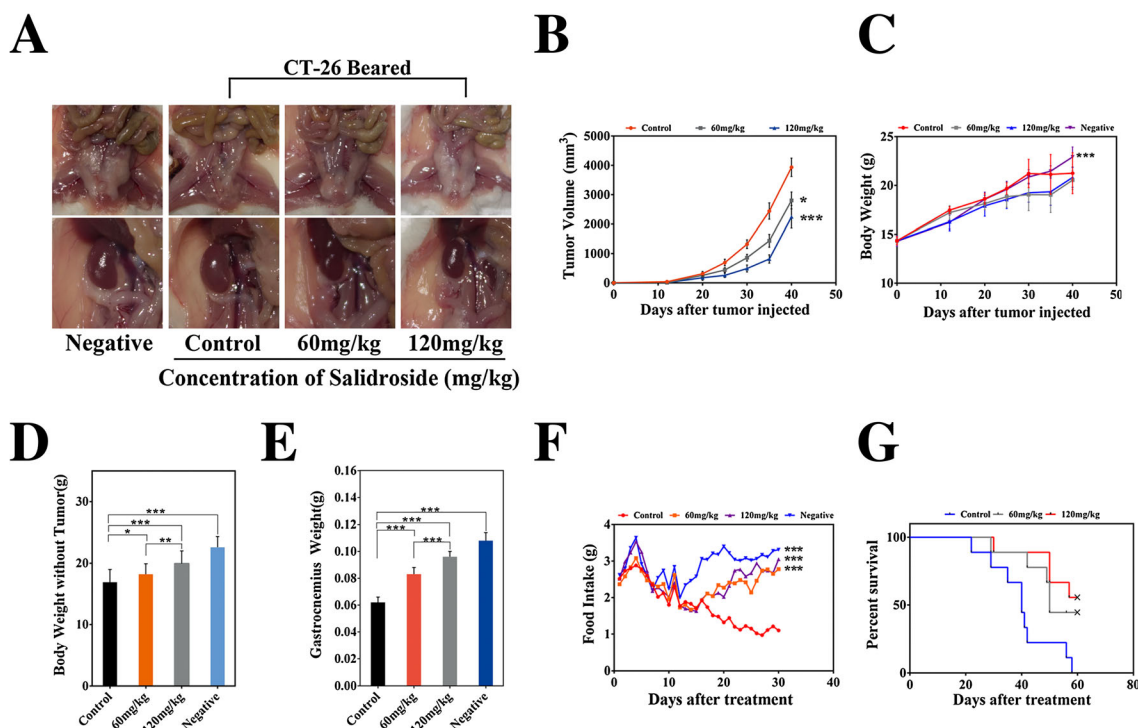 A
CT-26 Beared
Negative Control 60mg/kg 120mg/kg
Concentration of Salidroside (mg/kg)
B
Control 60mg/kg 120mg/kg
Tumor Volume (mm³)
5000
4000
3000
2000
1000
0
*
***
0 10 20 30 40 50
Days after tumor injected
C
Control 60mg/kg 120mg/kg Negative
Body Weight (g)
25
20
15
10
***
0 10 20 30 40 50
Days after tumor injected
D
Body Weight without Tumor(g)
30
20
10
0
***
***
* **
Control 60mg/kg 120mg/kg Negative
E
Gastrocnemius Weight(g)
0.16
0.14
0.12
0.10
0.08
0.06
0.04
0.02
0.00
***
***
***
***
Control 60mg/kg 120mg/kg Negative
F
Control 60mg/kg 120mg/kg Negative
Food Intake (g)
4
3
2
1
0
***
***
***
0 10 20 30 40
Days after treatment
G
Control 60mg/kg 120mg/kg
Percent survival
100
50
0
0 20 40 60 80
Days after treatment